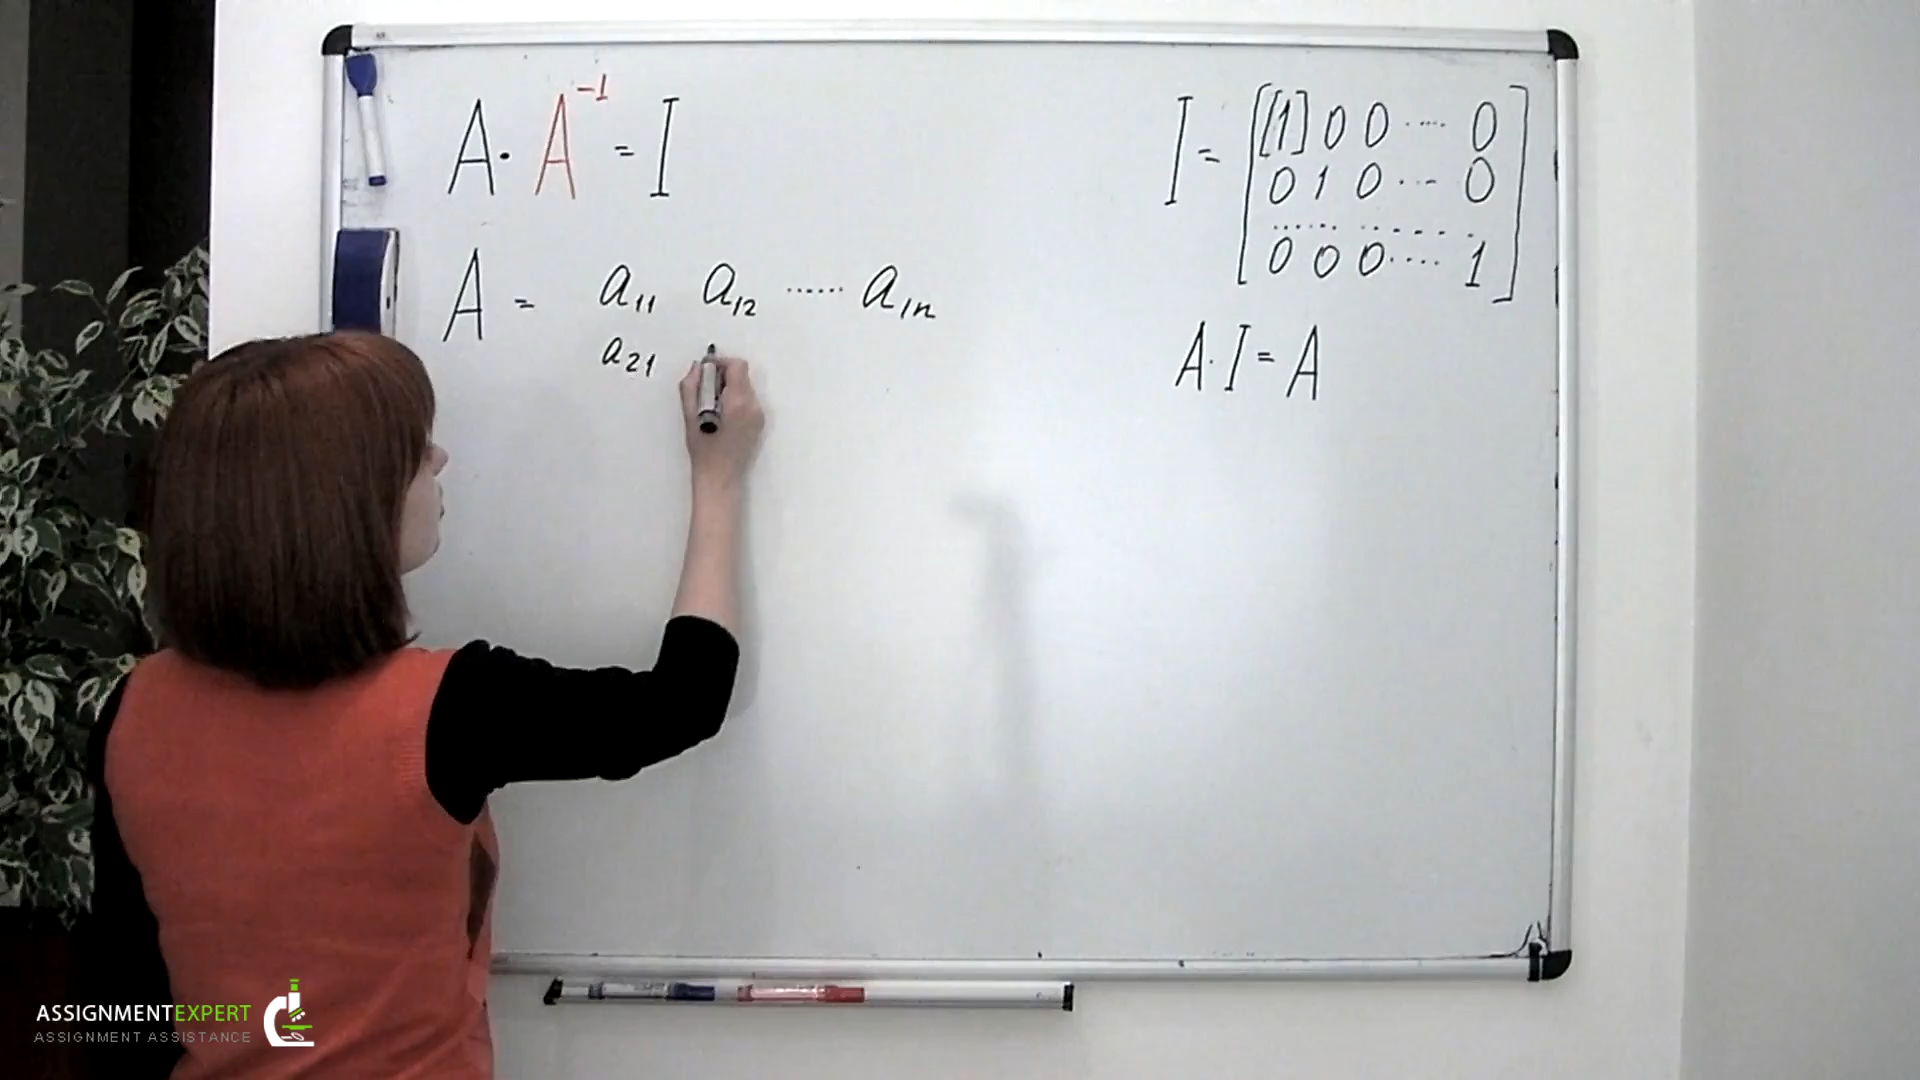 A · A⁻¹ = I
A = a₁₁ a₁₂ ...... a₁ₙ
a₂₁
I = [[1] 0 0 ..... 0
0 1 0 ... 0
............
0 0 0 .... 1]
A · I = A
ASSIGNMENTEXPERT
ASSIGNMENT ASSISTANCE